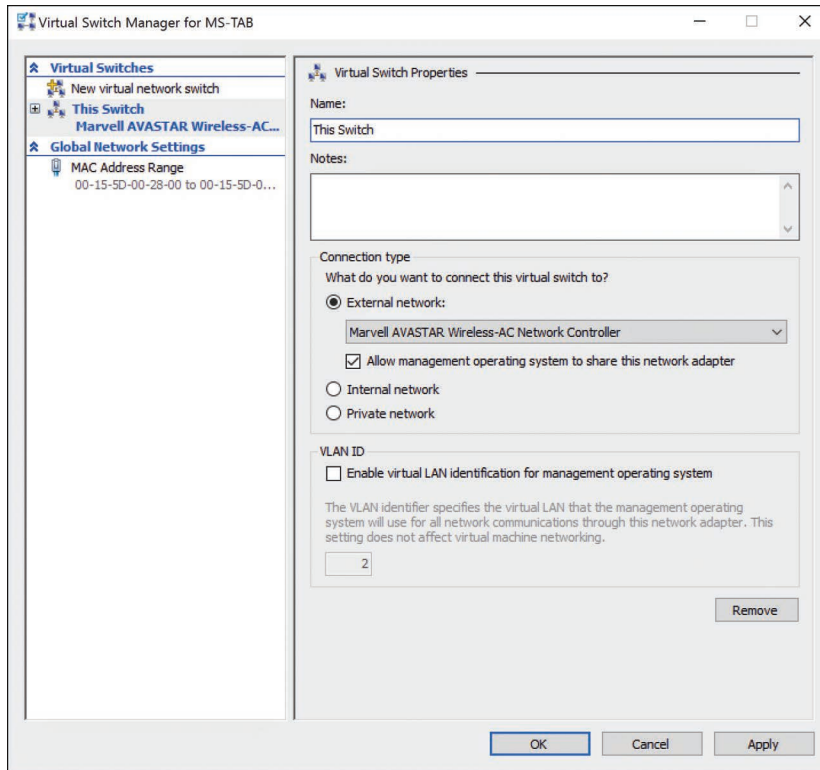 Virtual Switch Manager for MS-TAB
Virtual Switches
New virtual network switch
This Switch
Marvell AVASTAR Wireless-AC...
Global Network Settings
MAC Address Range
00-15-5D-00-28-00 to 00-15-5D-0...
Virtual Switch Properties
Name:
This Switch
Notes:
Connection type
What do you want to connect this virtual switch to?
External network:
Marvell AVASTAR Wireless-AC Network Controller
Allow management operating system to share this network adapter
Internal network
Private network
VLAN ID
Enable virtual LAN identification for management operating system
The VLAN identifier specifies the virtual LAN that the management operating
system will use for all network communications through this network adapter. This
setting does not affect virtual machine networking.
2
Remove
OK
Cancel
Apply